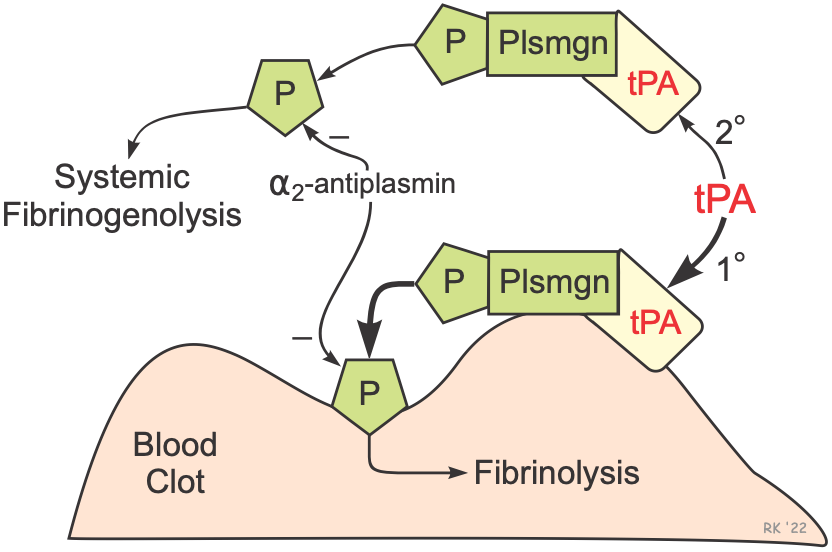 P
Plsmgn
tPA
P
2°
Systemic
Fibrinogenolysis
–
α2-antiplasmin
tPA
1°
P
Plsmgn
tPA
–
P
Blood
Clot
Fibrinolysis
RK '22